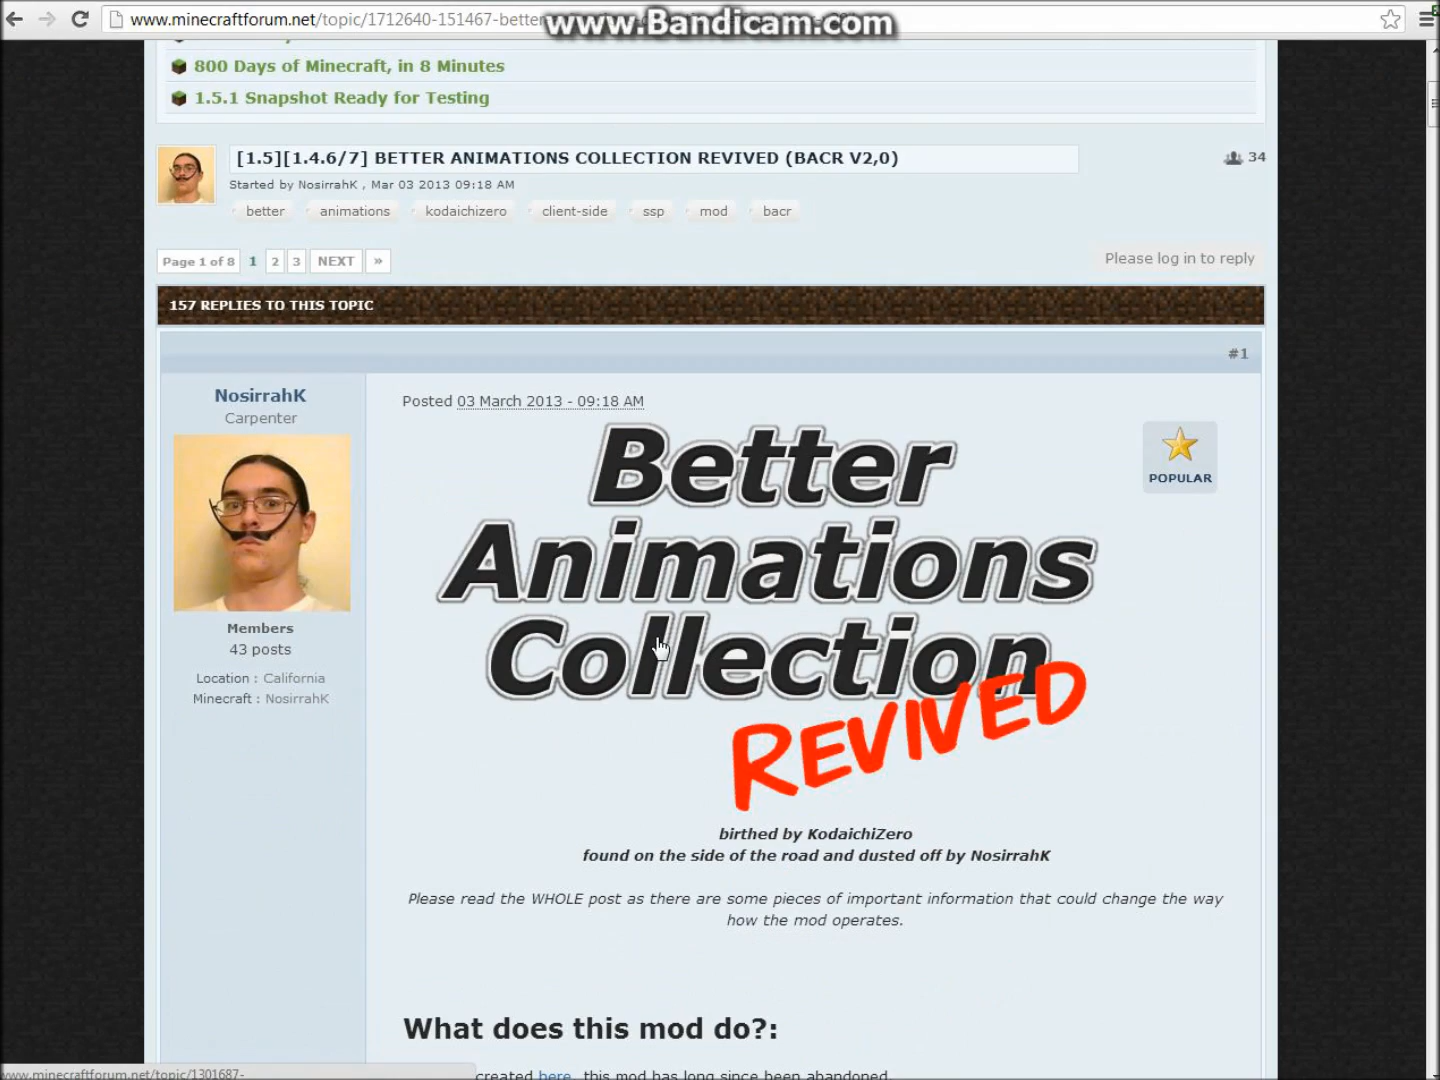 www.minecraftforum.net/topic/1712640-151467-better
www.Bandicam.com
800 Days of Minecraft, in 8 Minutes
1.5.1 Snapshot Ready for Testing
[1.5][1.4.6/7] BETTER ANIMATIONS COLLECTION REVIVED (BACR V2,0)
34
Started by NosirrahK , Mar 03 2013 09:18 AM
better animations kodaichizero client-side ssp mod bacr
Page 1 of 8 1 2 3 NEXT »
Please log in to reply
157 REPLIES TO THIS TOPIC
#1
NosirrahK
Carpenter
Members
43 posts
Location : California
Minecraft : NosirrahK
Posted 03 March 2013 - 09:18 AM
POPULAR
Better
Animations
Collection
REVIVED
birthed by KodaichiZero
found on the side of the road and dusted off by NosirrahK
Please read the WHOLE post as there are some pieces of important information that could change the way
how the mod operates.
What does this mod do?:
created here, this mod has long since been abandoned.
www.minecraftforum.net/topic/1301687-